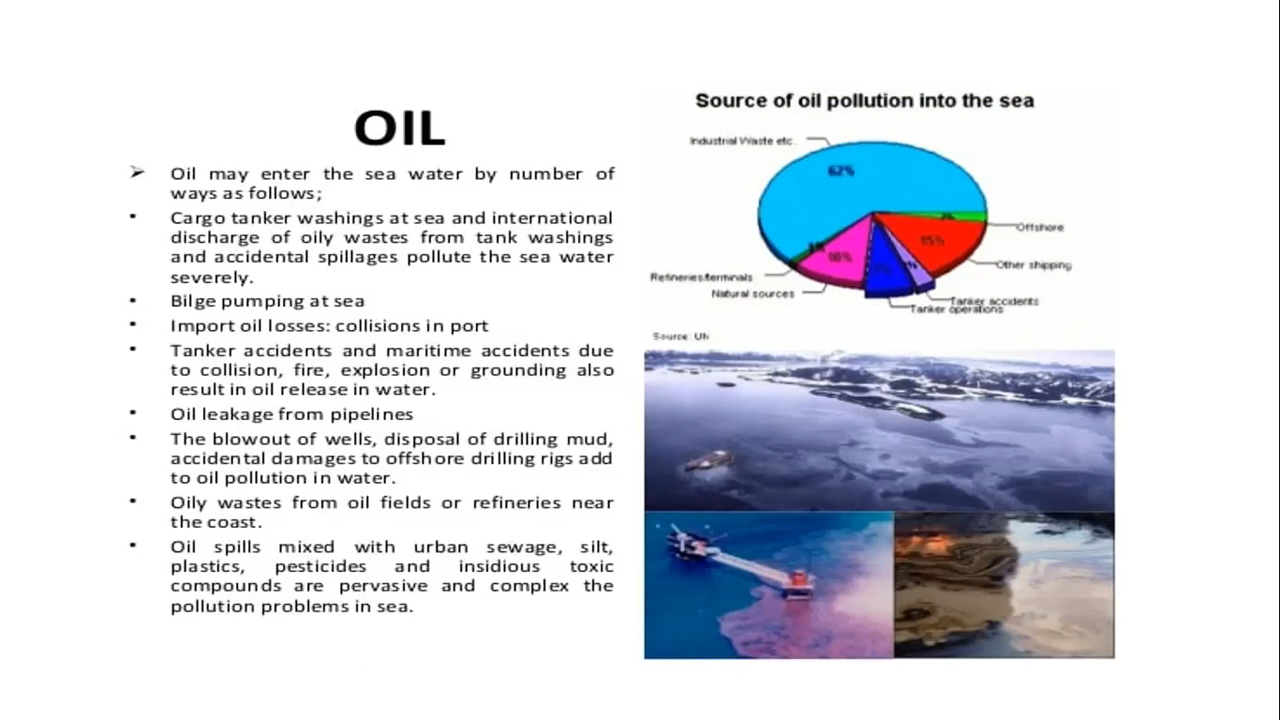 OIL
➢ Oil may enter the sea water by number of
ways as follows;
• Cargo tanker washings at sea and international
discharge of oily wastes from tank washings
and accidental spillages pollute the sea water
severely.
• Bilge pumping at sea
• Import oil losses: collisions in port
• Tanker accidents and maritime accidents due
to collision, fire, explosion or grounding also
result in oil release in water.
• Oil leakage from pipelines
• The blowout of wells, disposal of drilling mud,
accidental damages to offshore drilling rigs add
to oil pollution in water.
• Oily wastes from oil fields or refineries near
the coast.
• Oil spills mixed with urban sewage, silt,
plastics, pesticides and insidious toxic
compounds are pervasive and complex the
pollution problems in sea.
Source of oil pollution into the sea
Industrial Waste etc.
62%
Offshore
15%
Other shipping
10%
Refineries/terminals
Natural sources
Tanker accidents
Tanker operations
Source: UN